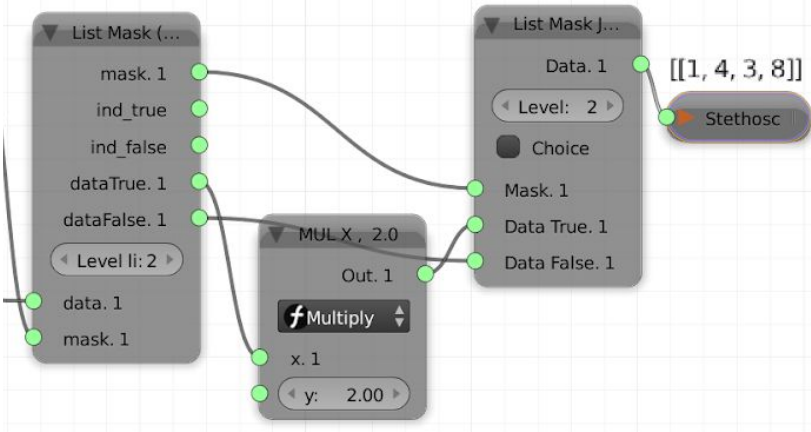 List Mask (...
mask. 1
ind_true
ind_false
dataTrue. 1
dataFalse. 1
Level li: 2
data. 1
mask. 1
MUL X , 2.0
Out. 1
Multiply
x. 1
y: 2.00
List Mask J...
Data. 1
Level: 2
Choice
Mask. 1
Data True. 1
Data False. 1
[[1, 4, 3, 8]]
Stethosc